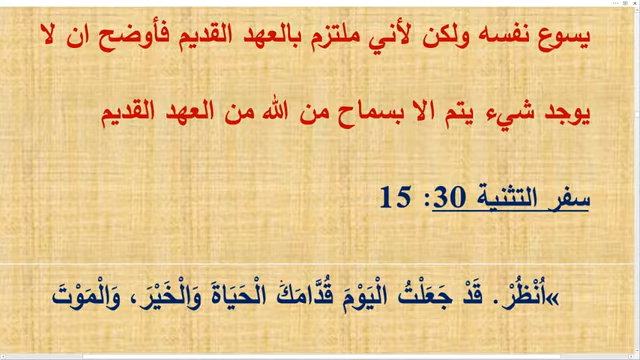 يسوع نفسه ولكن لأني ملتزم بالعهد القديم فأوضح ان لا
يوجد شيء يتم الا بسماح من الله من العهد القديم
سفر التثنية 30: 15
«اُنْظُرْ. قَدْ جَعَلْتُ الْيَوْمَ قُدَّامَكَ الْحَيَاةَ وَالْخَيْرَ، وَالْمَوْتَ